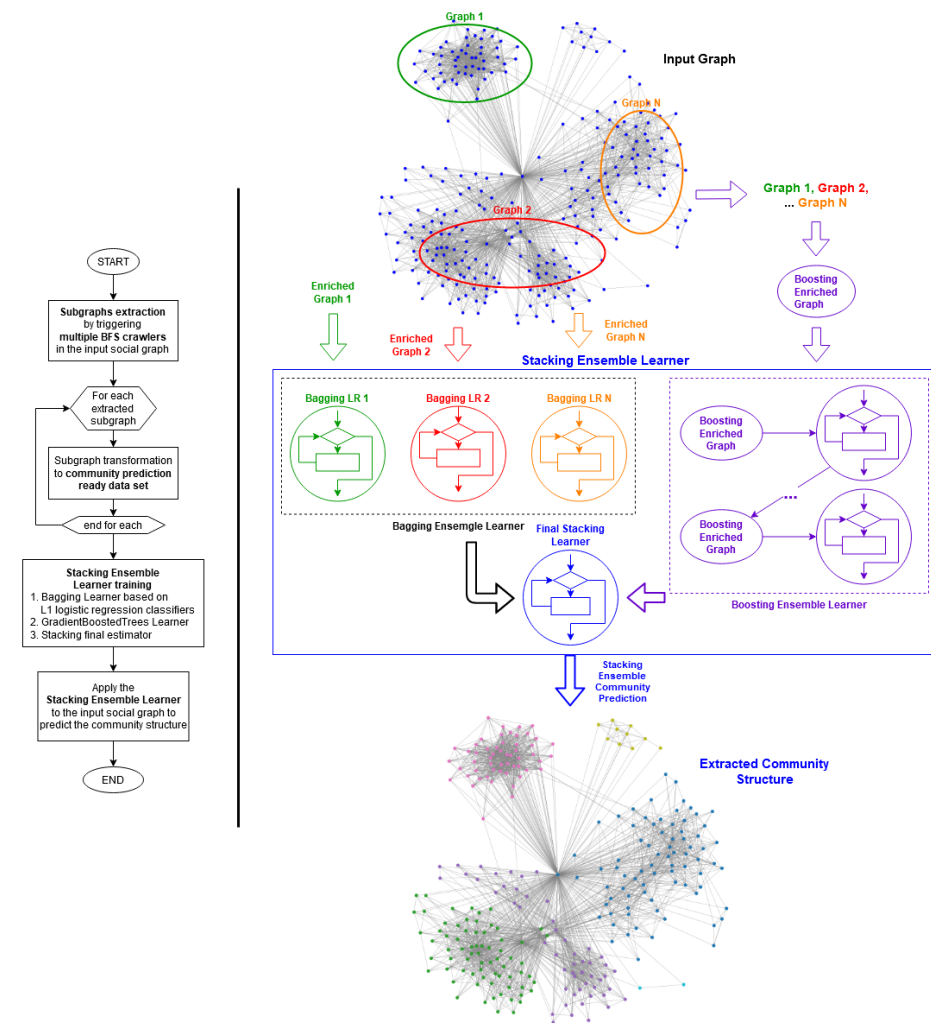 START
Subgraphs extraction
by triggering
multiple BFS crawlers
in the input social graph
For each
extracted
subgraph
Subgraph transformation
to community prediction
ready data set
end for each
Stacking Ensemble
Learner training
1. Bagging Learner based on
L1 logistic regression classifiers
2. GradientBoostedTrees Learner
3. Stacking final estimator
Apply the
Stacking Ensemble Learner
to the input social graph to
predict the community structure
END
Graph 1
Input Graph
Graph N
Graph 2
Graph 1, Graph 2,
... Graph N
Boosting
Enriched
Graph
Enriched
Graph 1
Enriched
Graph 2
Enriched
Graph N
Stacking Ensemble Learner
Bagging LR 1
Bagging LR 2
Bagging LR N
Bagging Ensemgle Learner
Boosting
Enriched
Graph
...
Boosting
Enriched
Graph
Boosting Ensemble Learner
Final Stacking
Learner
Stacking
Ensemble
Community
Prediction
Extracted Community
Structure